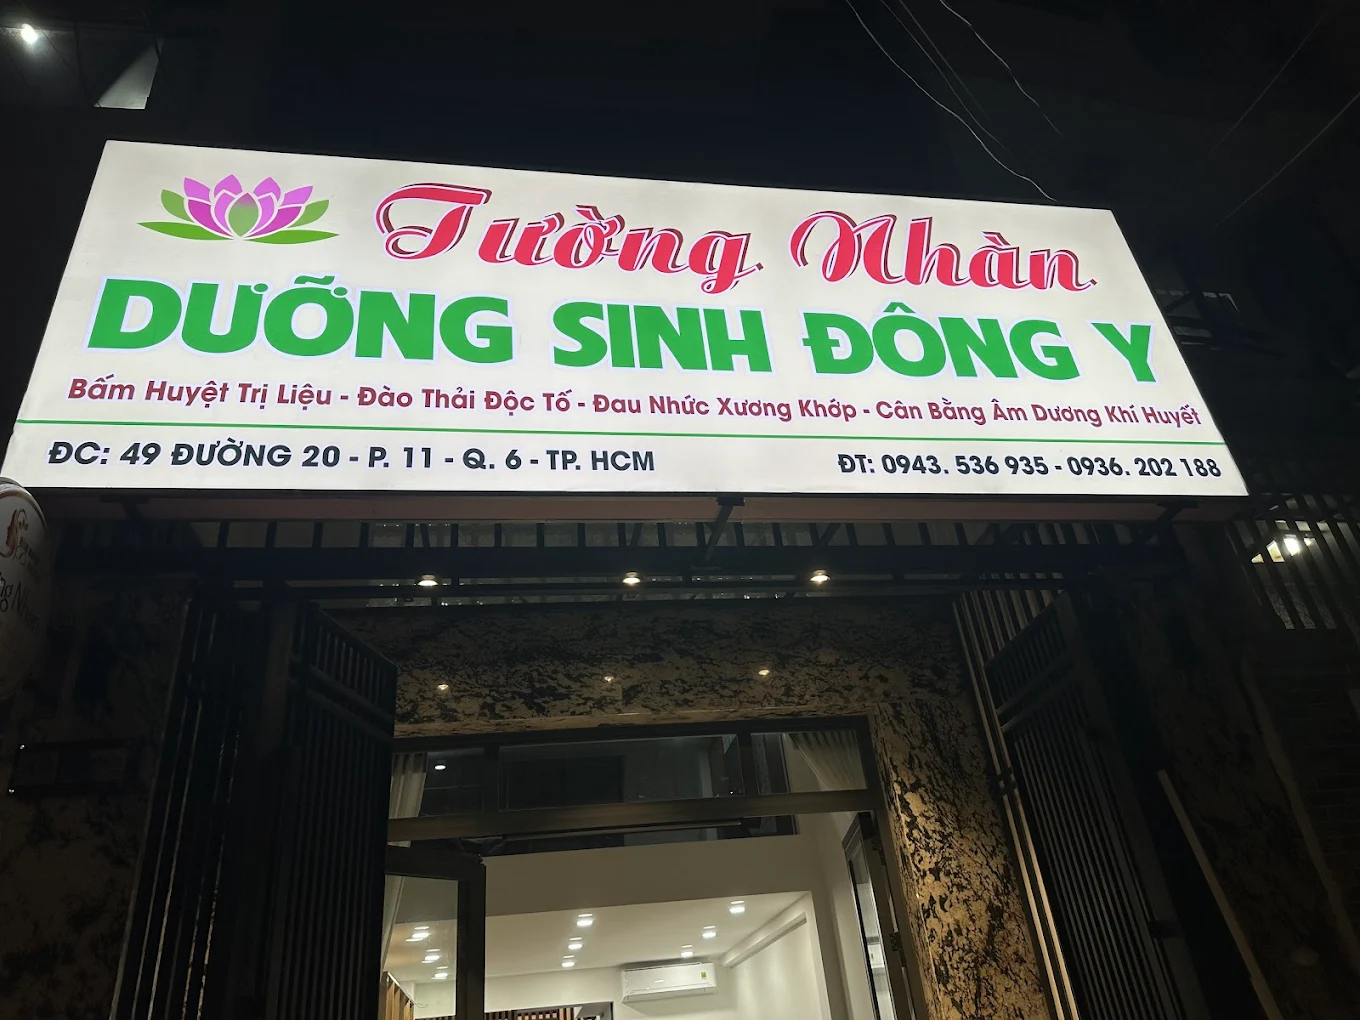 Tường Nhàn
DƯỠNG SINH ĐÔNG Y
Bấm Huyệt Trị Liệu - Đào Thải Độc Tố - Đau Nhức Xương Khớp - Cân Bằng Âm Dương Khí Huyết
ĐC: 49 ĐƯỜNG 20 - P. 11 - Q. 6 - TP. HCM
ĐT: 0943. 536 935 - 0936. 202 188